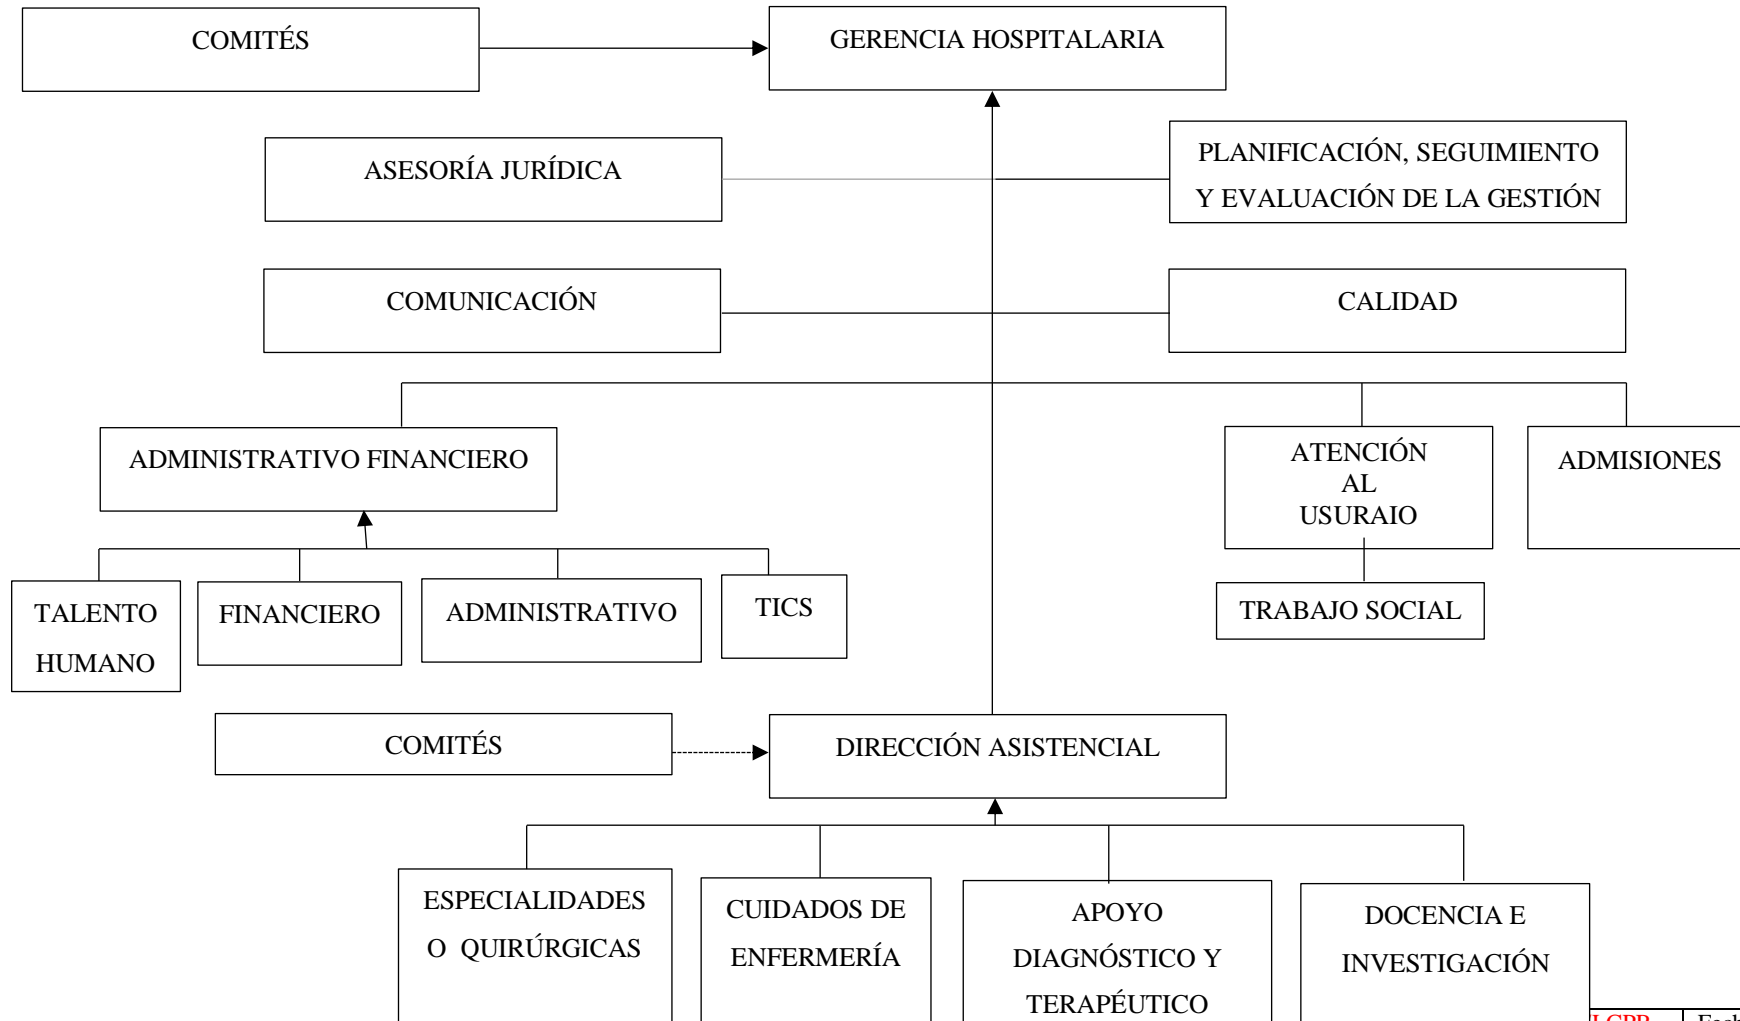 COMITÉS
GERENCIA HOSPITALARIA
ASESORÍA JURÍDICA
PLANIFICACIÓN, SEGUIMIENTO
Y EVALUACIÓN DE LA GESTIÓN
COMUNICACIÓN
CALIDAD
ADMINISTRATIVO FINANCIERO
ATENCIÓN
AL
USURAIO
ADMISIONES
TALENTO
HUMANO
FINANCIERO
ADMINISTRATIVO
TICS
TRABAJO SOCIAL
COMITÉS
DIRECCIÓN ASISTENCIAL
ESPECIALIDADES
O QUIRÚRGICAS
CUIDADOS DE
ENFERMERÍA
APOYO
DIAGNÓSTICO Y
TERAPÉUTICO
DOCENCIA E
INVESTIGACIÓN